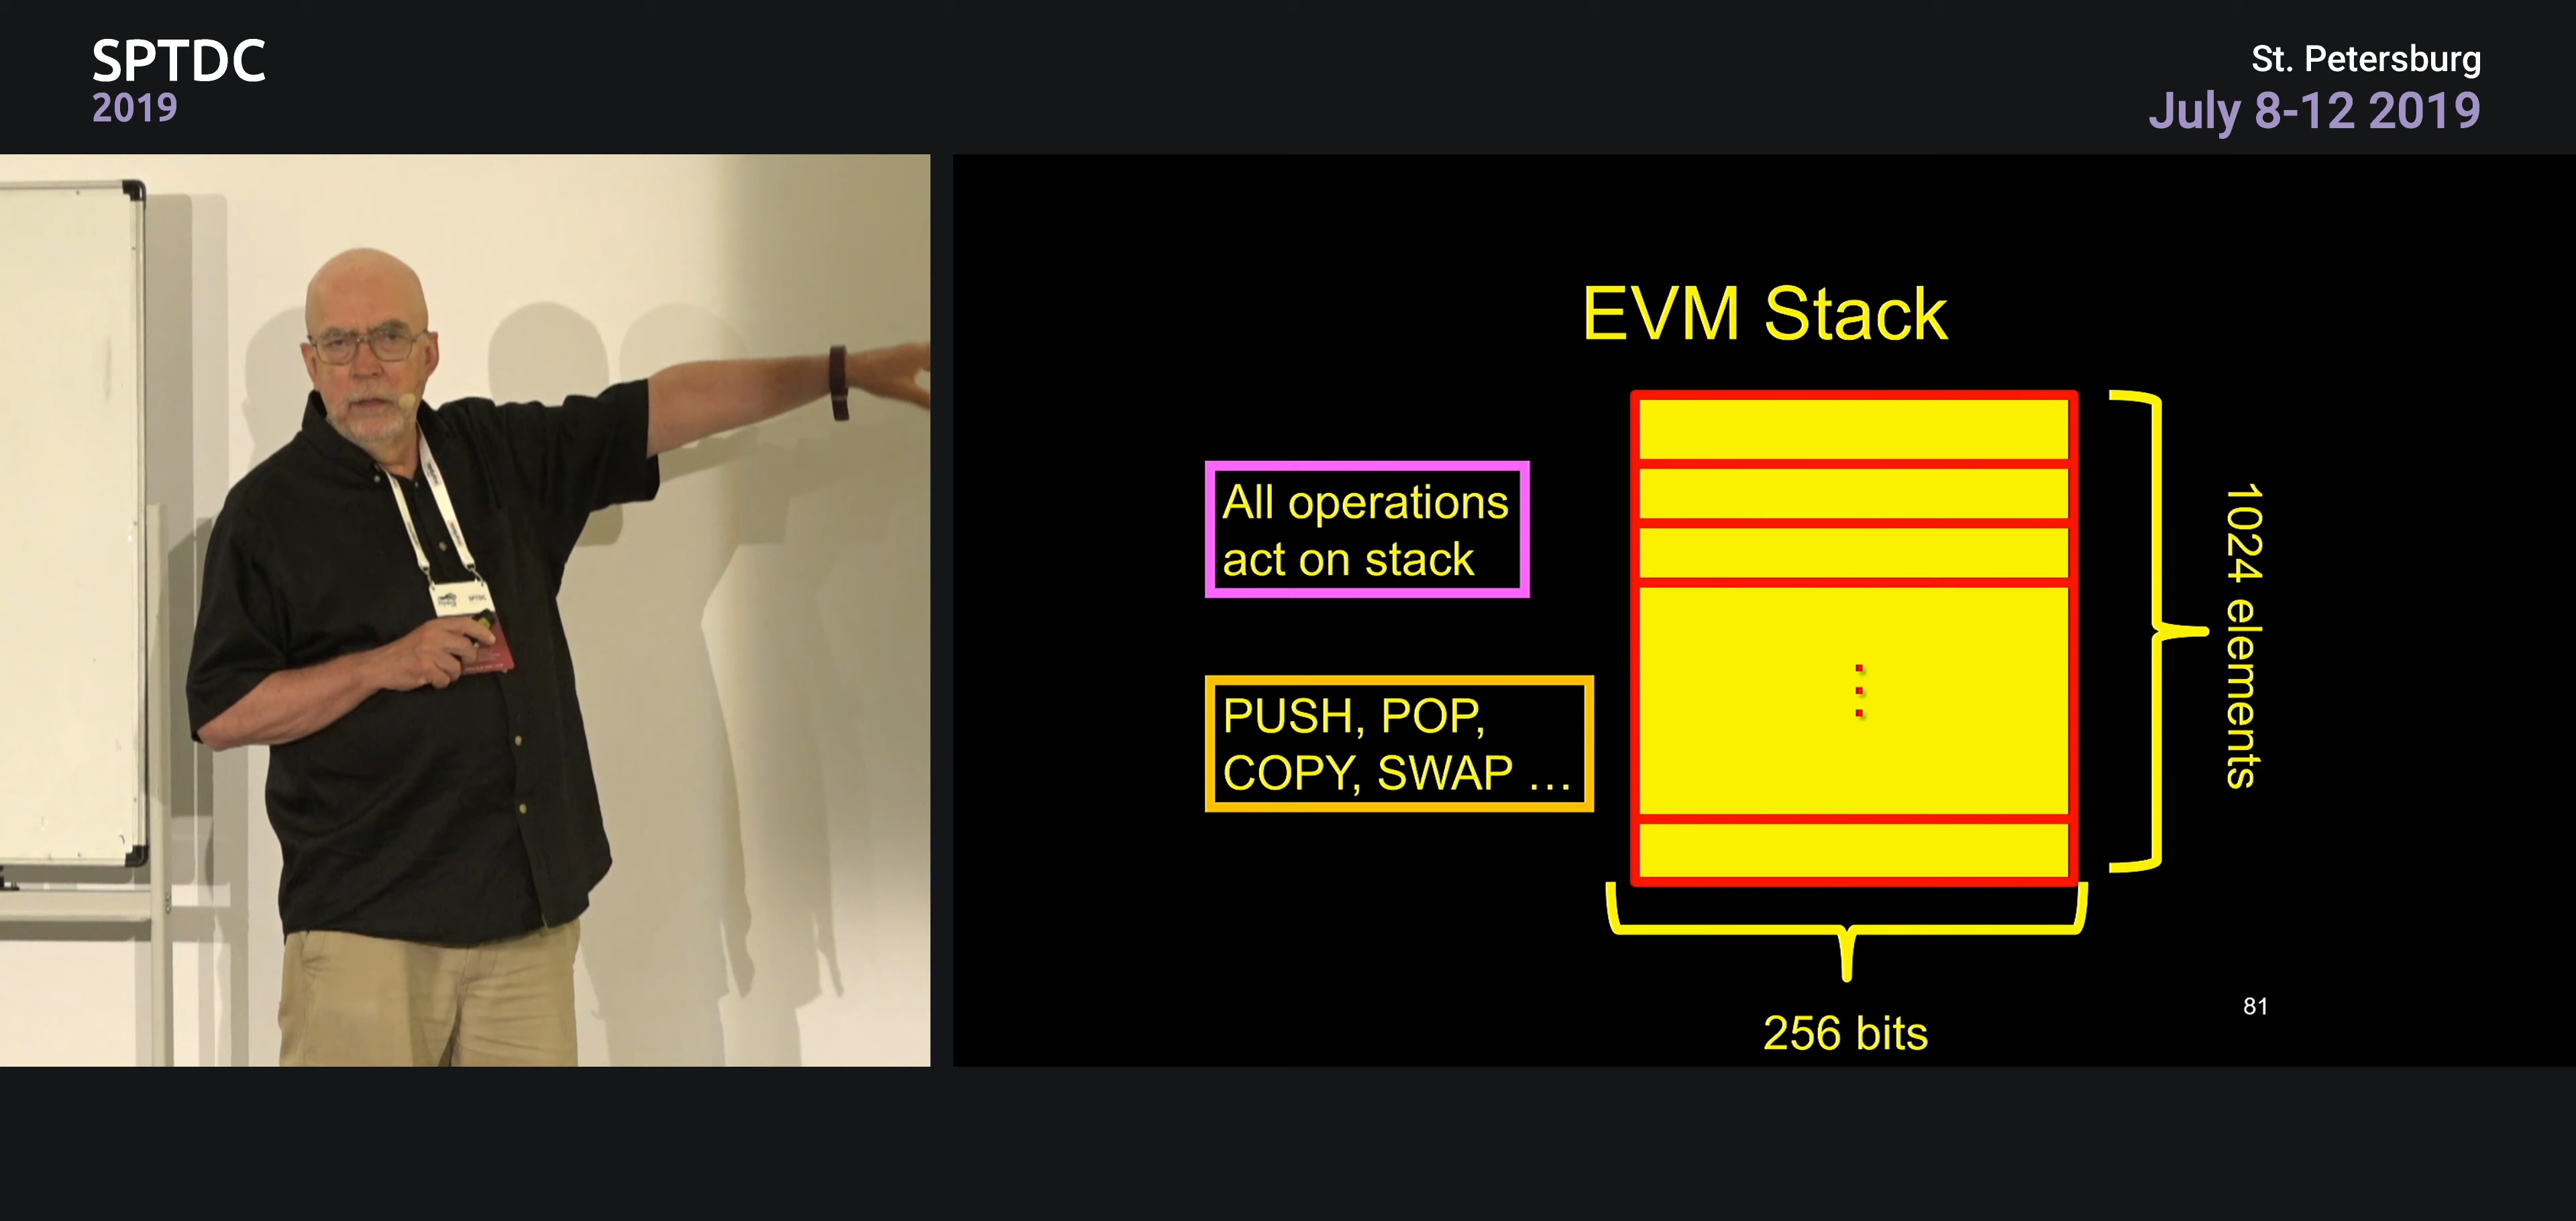 SPTDC
2019
St. Petersburg
July 8-12 2019
EVM Stack
All operations
act on stack
PUSH, POP,
COPY, SWAP ...
1024 elements
256 bits
81
SPTDC